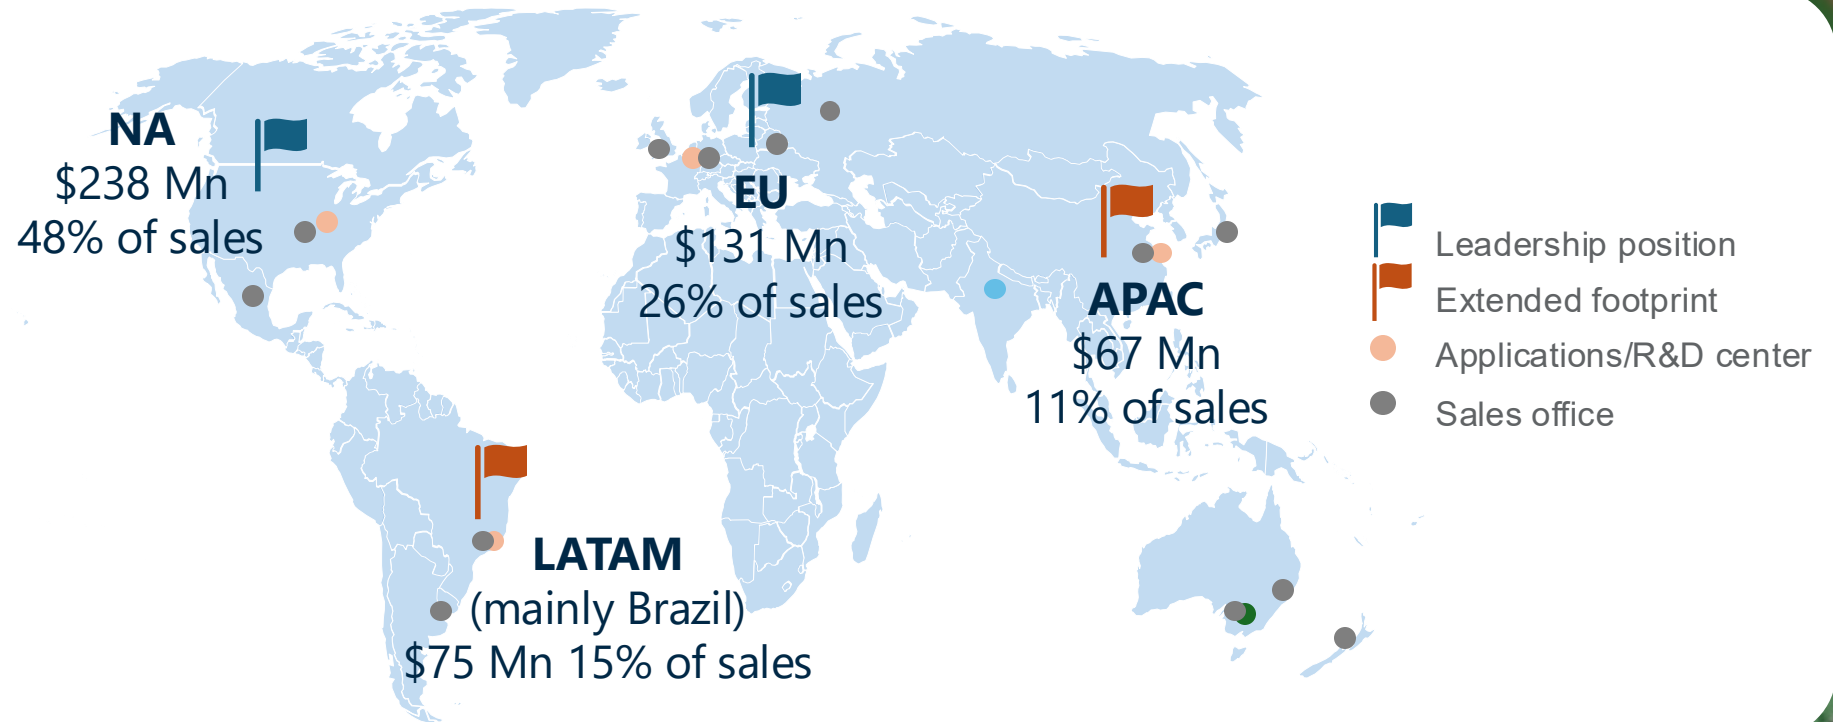 NA
$238 Mn
48% of sales
EU
$131 Mn
26% of sales
APAC
$67 Mn
11% of sales
LATAM
(mainly Brazil)
$75 Mn 15% of sales
Leadership position
Extended footprint
Applications/R&D center
Sales office